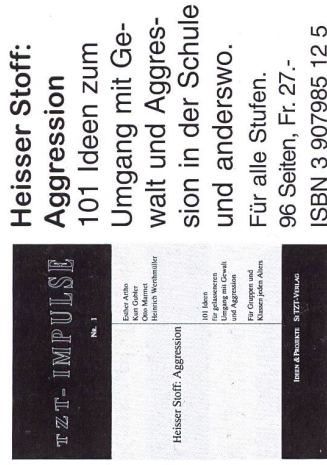 Heisser Stoff:
Aggression
101 Ideen zum
Umgang mit Ge-
walt und Aggres-
sion in der Schule
und anderswo.
Für alle Stufen.
96 Seiten, Fr. 27.-
ISBN 3 907985 12 5
TZT-IMPULSE
Nr. 1
Esther Artho
Kurt Gubler
Otto Marmet
Heinrich Werthmüller
Heisser Stoff: Aggression
101 Ideen
für gelasseneren
Umgang mit Gewalt
und Aggression
Für Gruppen und
Klassen jeden Alters
IDEEN & PROJEKTE SI TZT-VERLAG